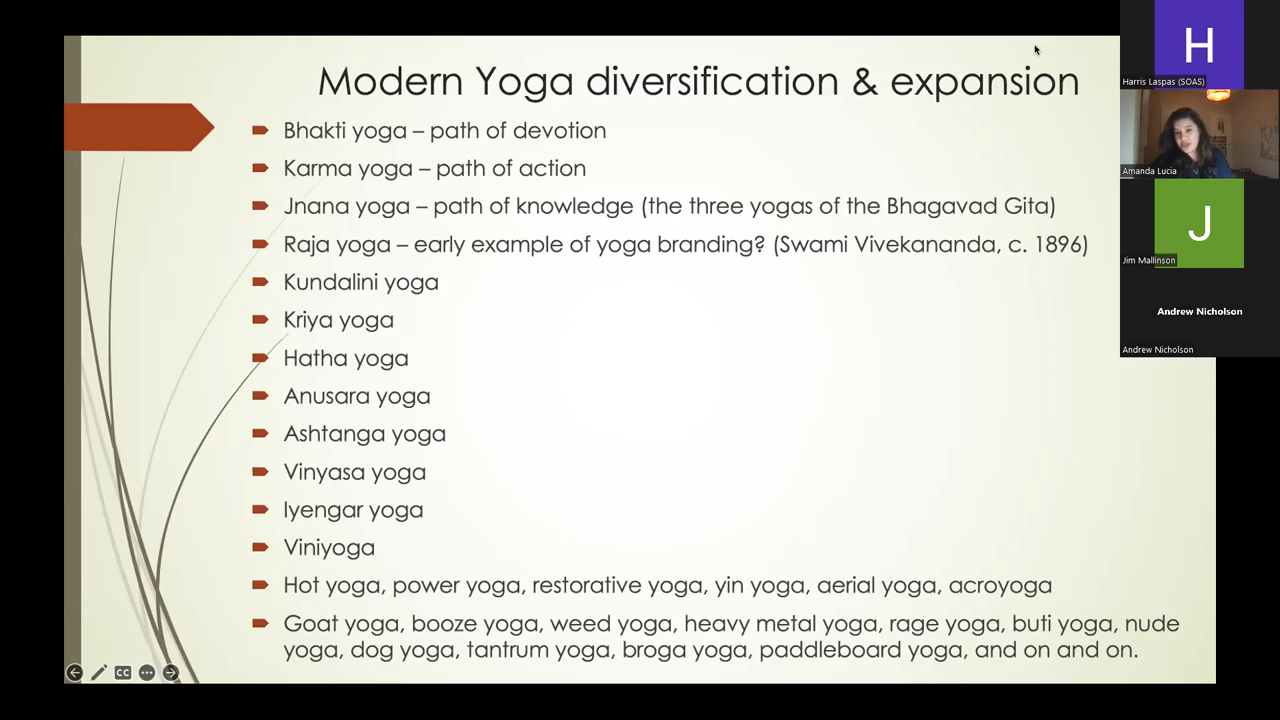 Modern Yoga diversification & expansion
Bhakti yoga – path of devotion
Karma yoga – path of action
Jnana yoga – path of knowledge (the three yogas of the Bhagavad Gita)
Raja yoga – early example of yoga branding? (Swami Vivekananda, c. 1896)
Kundalini yoga
Kriya yoga
Hatha yoga
Anusara yoga
Ashtanga yoga
Vinyasa yoga
Iyengar yoga
Viniyoga
Hot yoga, power yoga, restorative yoga, yin yoga, aerial yoga, acroyoga
Goat yoga, booze yoga, weed yoga, heavy metal yoga, rage yoga, buti yoga, nude
yoga, dog yoga, tantrum yoga, broga yoga, paddleboard yoga, and on and on.
CC
H
Harris Laspas (SOAS)
Amanda Lucia
J
Jim Mallinson
Andrew Nicholson
Andrew Nicholson